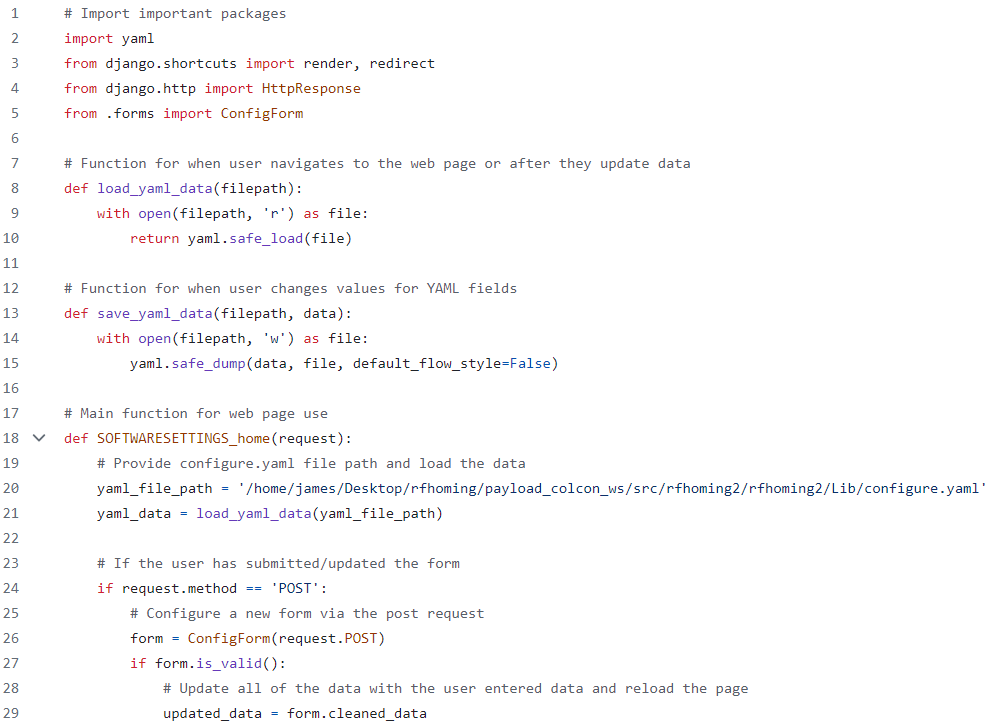 1 # Import important packages
2 import yaml
3 from django.shortcuts import render, redirect
4 from django.http import HttpResponse
5 from .forms import ConfigForm
6
7 # Function for when user navigates to the web page or after they update data
8 def load_yaml_data(filepath):
9     with open(filepath, 'r') as file:
10         return yaml.safe_load(file)
11
12 # Function for when user changes values for YAML fields
13 def save_yaml_data(filepath, data):
14     with open(filepath, 'w') as file:
15         yaml.safe_dump(data, file, default_flow_style=False)
16
17 # Main function for web page use
18 def SOFTWARESETTINGS_home(request):
19     # Provide configure.yaml file path and load the data
20     yaml_file_path = '/home/james/Desktop/rfhoming/payload_colcon_ws/src/rfhoming2/rfhoming2/Lib/configure.yaml'
21     yaml_data = load_yaml_data(yaml_file_path)
22
23     # If the user has submitted/updated the form
24     if request.method == 'POST':
25         # Configure a new form via the post request
26         form = ConfigForm(request.POST)
27         if form.is_valid():
28             # Update all of the data with the user entered data and reload the page
29             updated_data = form.cleaned_data